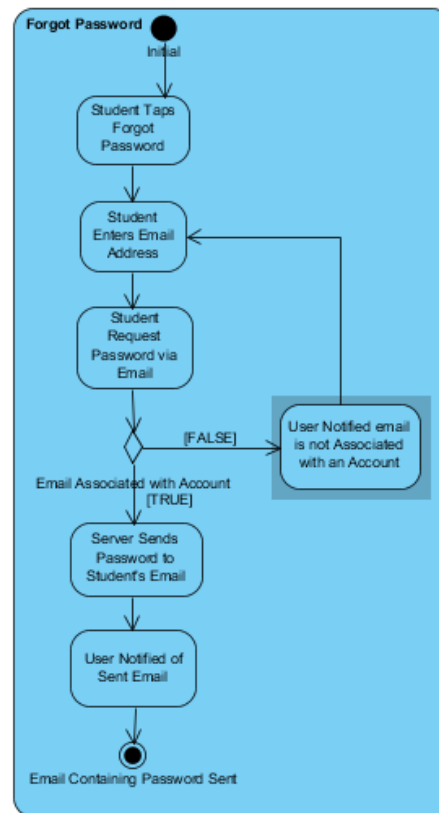 Forgot Password
Initial
Student Taps
Forgot
Password
Student
Enters Email
Address
Student
Request
Password via
Email
[FALSE]
User Notified email
is not Associated
with an Account
Email Associated with Account
[TRUE]
Server Sends
Password to
Student's Email
User Notified of
Sent Email
Email Containing Password Sent